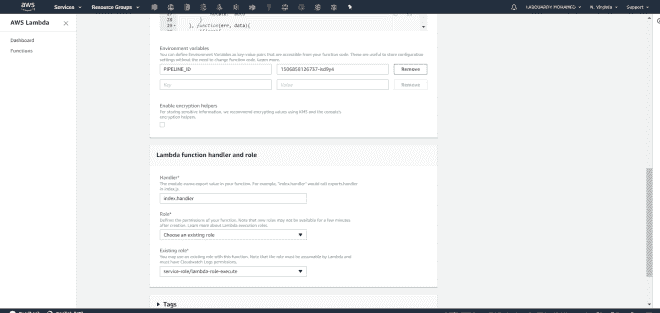 aws Services Resource Groups N. Virginia Support
AWS Lambda
Dashboard
Functions
28 }
29 }, function(err, data){
Environment variables
You can define Environment Variables as key-value pairs that are accessible from your function code. These are useful to store configuration
settings without the need to change function code. Learn more.
PIPELINE_ID Remove
Key Value Remove
Enable encryption helpers
For storing sensitive information, we recommend encrypting values using KMS and the console's
encryption helpers.
Lambda function handler and role
Handler*
The module-name.export value in your function. For example, "index.handler" would call exports.handler
in index.js.
index.handler
Role*
Defines the permissions of your function. Note that new roles may not be available for a few minutes
after creation. Learn more about Lambda execution roles.
Choose an existing role
Existing role*
You may use an existing role with this function. Note that the role must be assumable by Lambda and
must have Cloudwatch Logs permissions.
service-role/lambda-role-execute
Tags